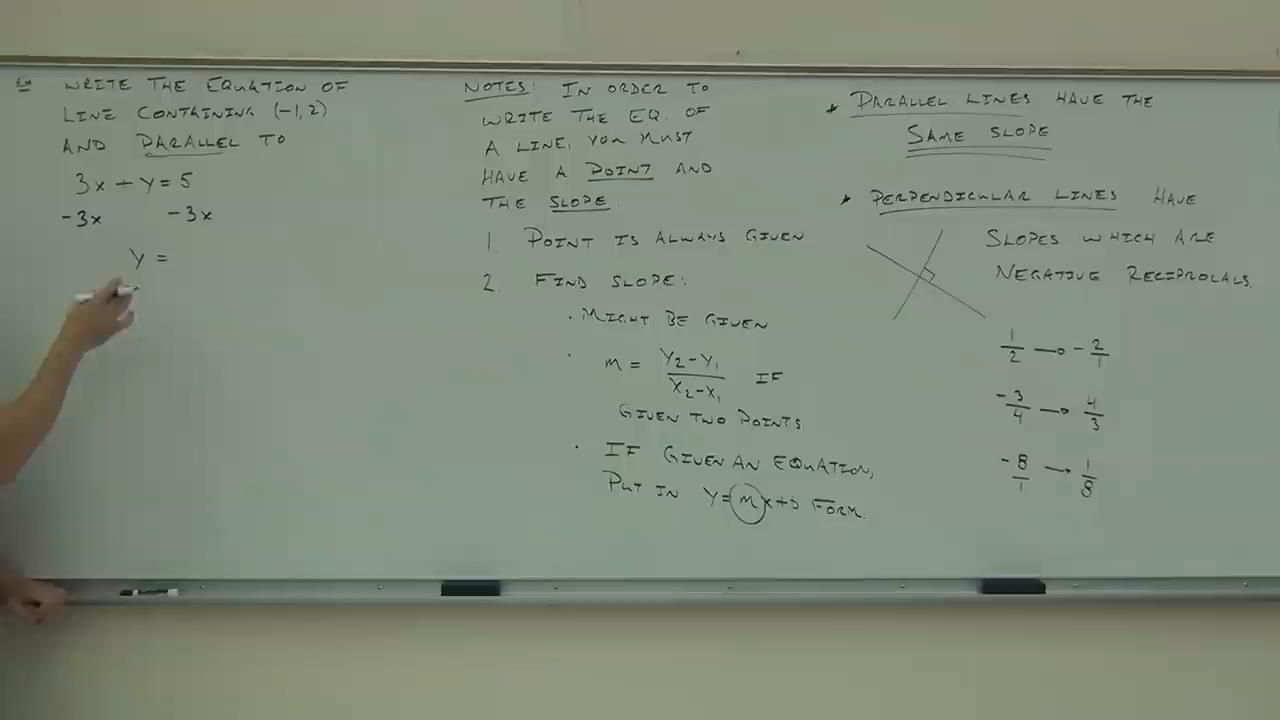 Ex WRITE THE EQUATION OF
LINE CONTAINING (-1,2)
AND PARALLEL TO
3x + y = 5
-3x -3x
y =
NOTES: IN ORDER TO
WRITE THE EQ. OF
A LINE, YOU MUST
HAVE A POINT AND
THE SLOPE.
1. POINT IS ALWAYS GIVEN
2. FIND SLOPE:
· MIGHT BE GIVEN
· m = y₂-y₁ / x₂-x₁ IF
GIVEN TWO POINTS
· IF GIVEN AN EQUATION,
PUT IN y=mx+b FORM.
* PARALLEL LINES HAVE THE
SAME SLOPE
* PERPENDICULAR LINES HAVE
SLOPES WHICH ARE
NEGATIVE RECIPROCALS.
1/2 → -2/1
-3/4 → 4/3
-8/1 → 1/8